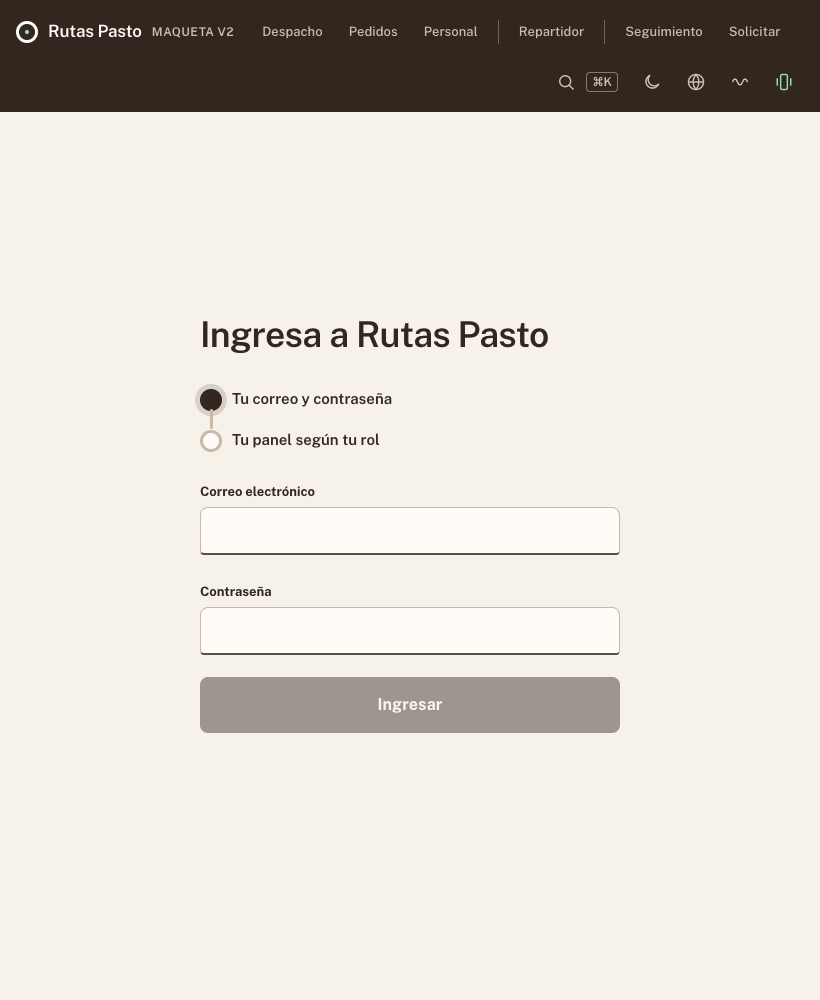 Rutas Pasto MAQUETA V2 Despacho Pedidos Personal Repartidor Seguimiento Solicitar
⌘K
Ingresa a Rutas Pasto
Tu correo y contraseña
Tu panel según tu rol
Correo electrónico
Contraseña
Ingresar